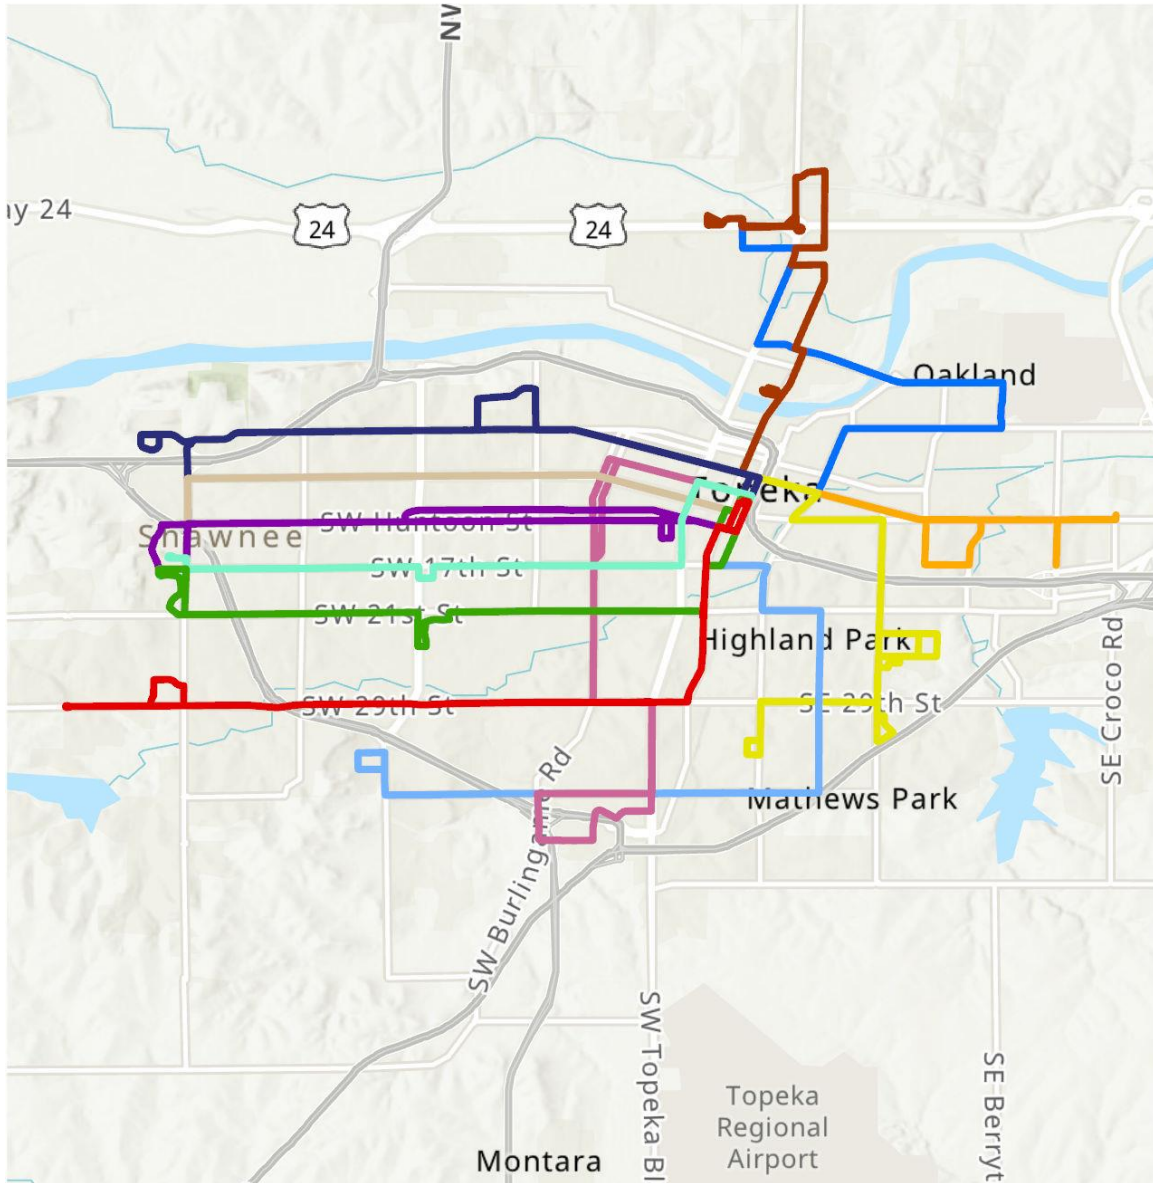 NW
ay 24
24
24
Oakland
Topeka
SW Huntoon St
Shawnee
SW 17th St
SW 21st St
Highland Park
SW 29th St
SE 29th St
SE Croco Rd
Mathews Park
SW Burlingame Rd
SW Topeka Bl
SE Berryt
Topeka
Regional
Airport
Montara